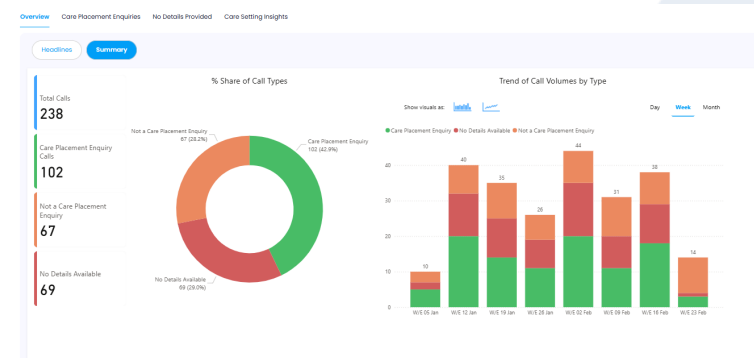 Overview Care Placement Enquiries No Details Provided Care Setting Insights
Headlines Summary
Total Calls
238
Care Placement Enquiry
Calls
102
Not a Care Placement
Enquiry
67
No Details Available
69
% Share of Call Types
Not a Care Placement Enquiry
67 (28.2%)
Care Placement Enquiry
102 (42.9%)
No Details Available
69 (29.0%)
Trend of Call Volumes by Type
Show visuals as:
Day Week Month
Care Placement Enquiry No Details Available Not a Care Placement Enquiry
40
30
20
10
0
10
40
35
26
44
31
38
14
W/E 05 Jan W/E 12 Jan W/E 19 Jan W/E 26 Jan W/E 02 Feb W/E 09 Feb W/E 16 Feb W/E 23 Feb